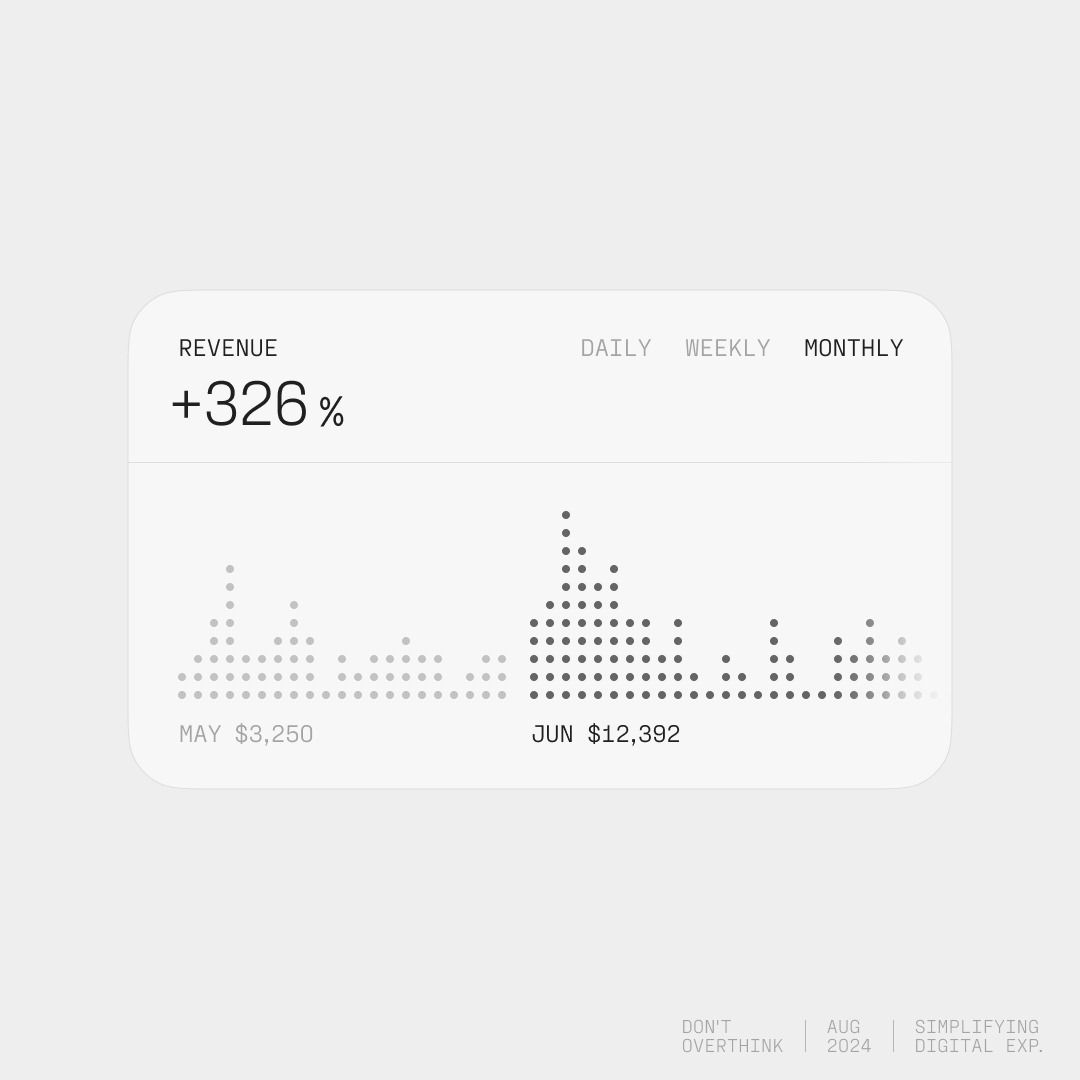 REVENUE
DAILY WEEKLY MONTHLY
+326 %
MAY $3,250
JUN $12,392
DON'T
OVERTHINK
AUG
2024
SIMPLIFYING
DIGITAL EXP.